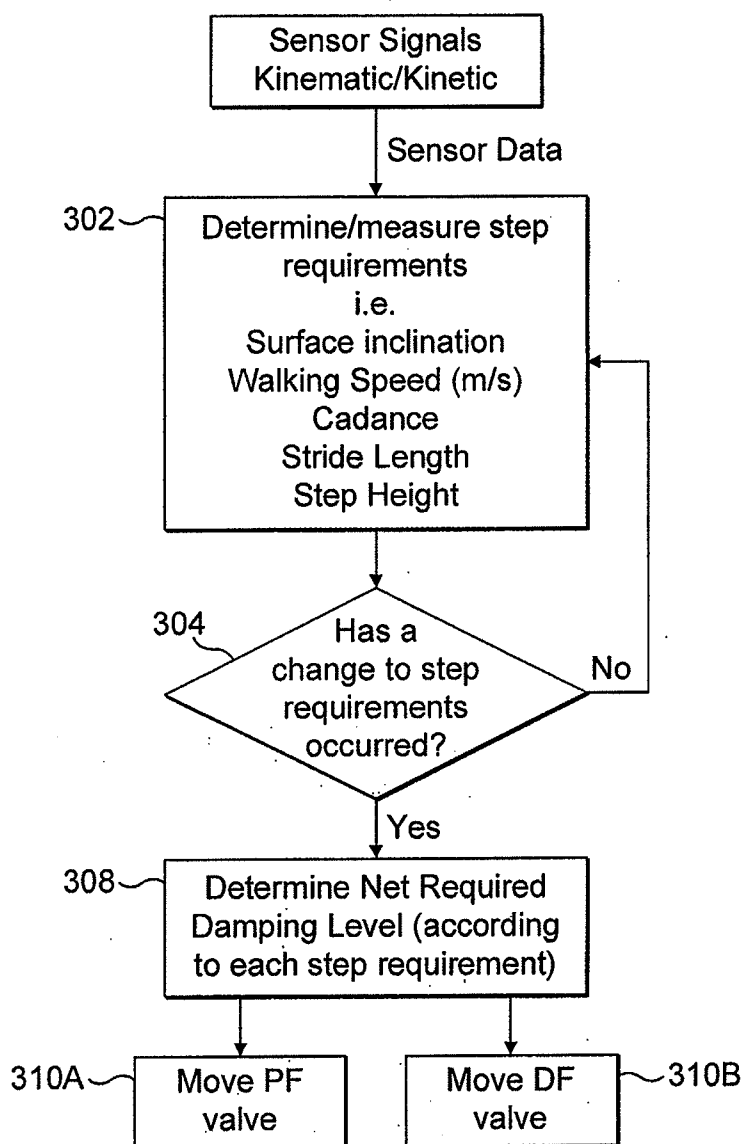 Sensor Signals
Kinematic/Kinetic
Sensor Data
302
Determine/measure step
requirements
i.e.
Surface inclination
Walking Speed (m/s)
Cadance
Stride Length
Step Height
304
Has a
change to step
requirements
occurred?
No
Yes
308
Determine Net Required
Damping Level (according
to each step requirement)
310A
Move PF
valve
Move DF
valve
310B